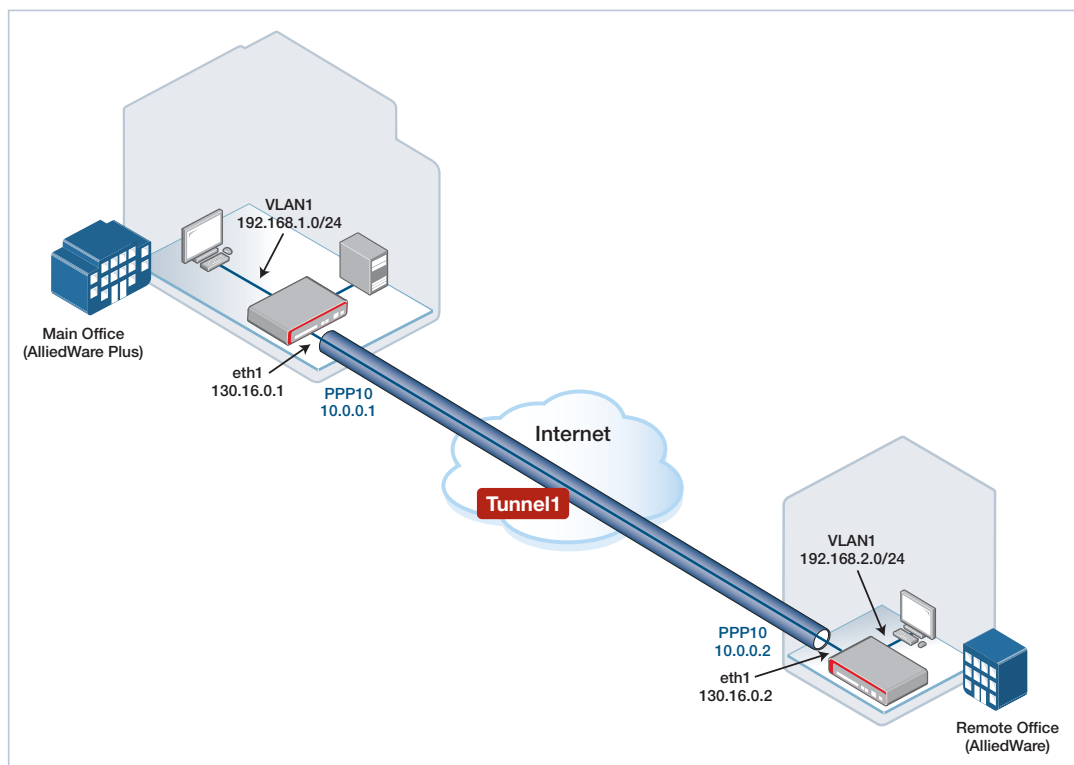 VLAN1
192.168.1.0/24
Main Office
(AlliedWare Plus)
eth1
130.16.0.1
PPP10
10.0.0.1
Internet
Tunnel1
VLAN1
192.168.2.0/24
PPP10
10.0.0.2
eth1
130.16.0.2
Remote Office
(AlliedWare)